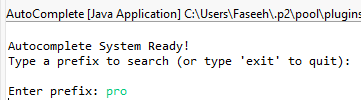 AutoComplete [Java Application] C:\Users\Faseeh\.p2\pool\plugins
Autocomplete System Ready!
Type a prefix to search (or type 'exit' to quit):
Enter prefix: pro